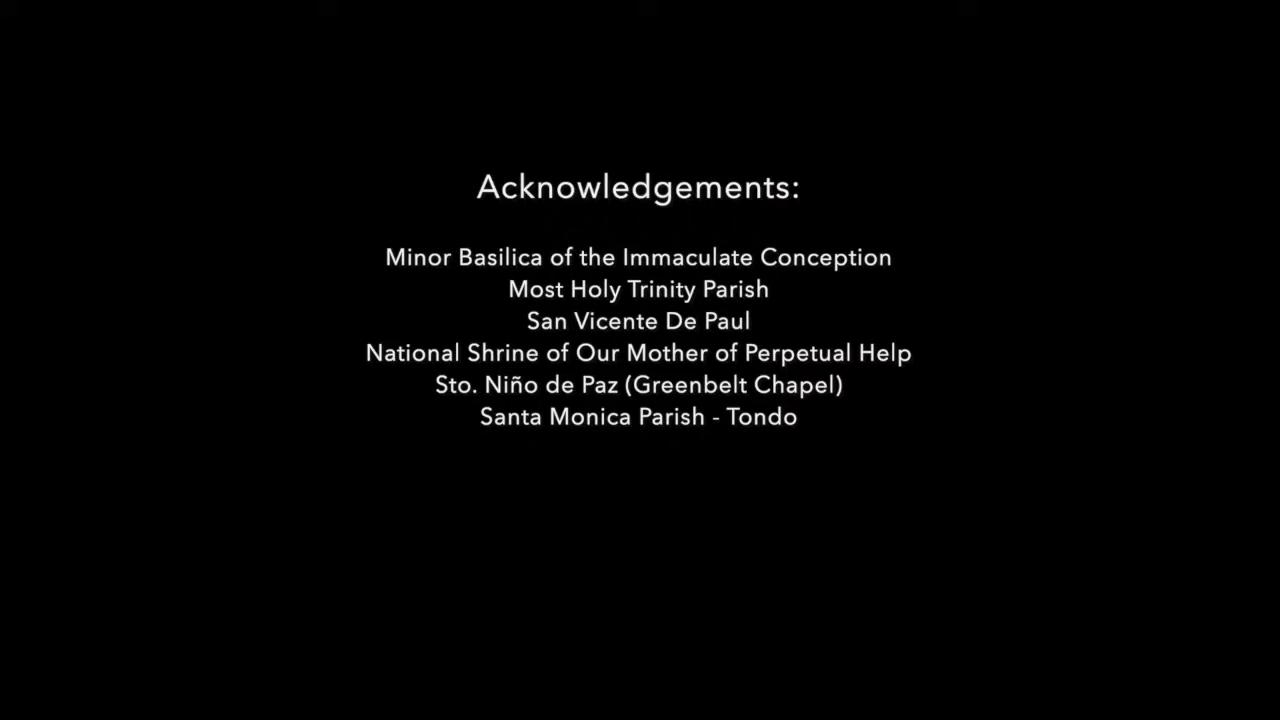 Acknowledgements:
Minor Basilica of the Immaculate Conception
Most Holy Trinity Parish
San Vicente De Paul
National Shrine of Our Mother of Perpetual Help
Sto. Niño de Paz (Greenbelt Chapel)
Santa Monica Parish - Tondo